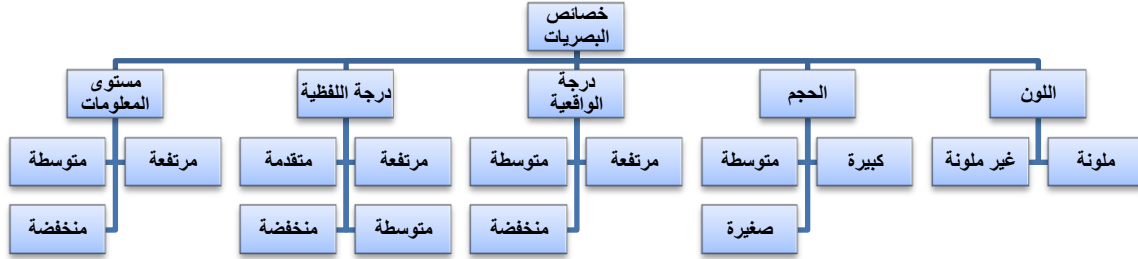 خصائص
البصريات
اللون
الحجم
درجة
الواقعية
درجة اللفظية
مستوى
المعلومات
ملونة
غير ملونة
كبيرة
متوسطة
مرتفعة
متوسطة
مرتفعة
متقدمة
مرتفعة
متوسطة
صغيرة
منخفضة
متوسطة
منخفضة
منخفضة